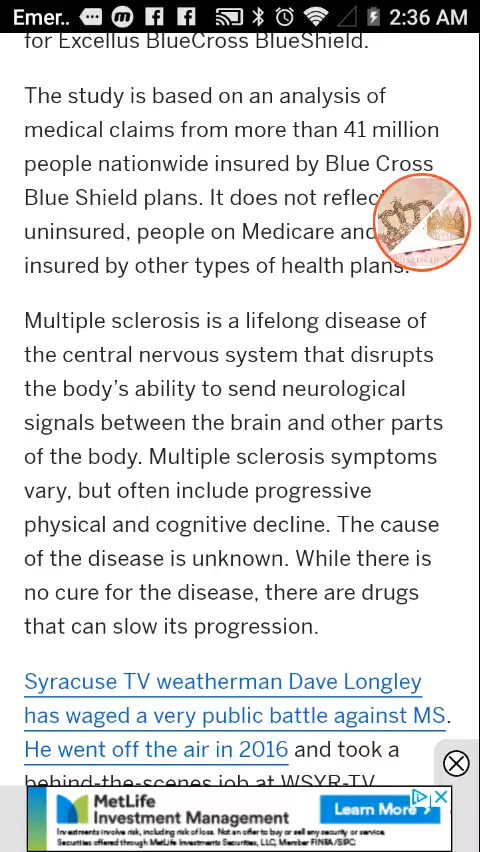 Emer.. 2:36 AM
for Excellus BlueCross BlueShield.
The study is based on an analysis of
medical claims from more than 41 million
people nationwide insured by Blue Cross
Blue Shield plans. It does not reflec
uninsured, people on Medicare and
insured by other types of health plans.
Multiple sclerosis is a lifelong disease of
the central nervous system that disrupts
the body’s ability to send neurological
signals between the brain and other parts
of the body. Multiple sclerosis symptoms
vary, but often include progressive
physical and cognitive decline. The cause
of the disease is unknown. While there is
no cure for the disease, there are drugs
that can slow its progression.
Syracuse TV weatherman Dave Longley
has waged a very public battle against MS.
He went off the air in 2016 and took a
behind-the-scenes job at WSYR-TV
MetLife
Investment Management
Learn More
Investments involve risk, including risk of loss. Not an offer to buy or sell any security or service.
Securities offered through MetLife Investments Securities, LLC, Member FINRA/SIPC